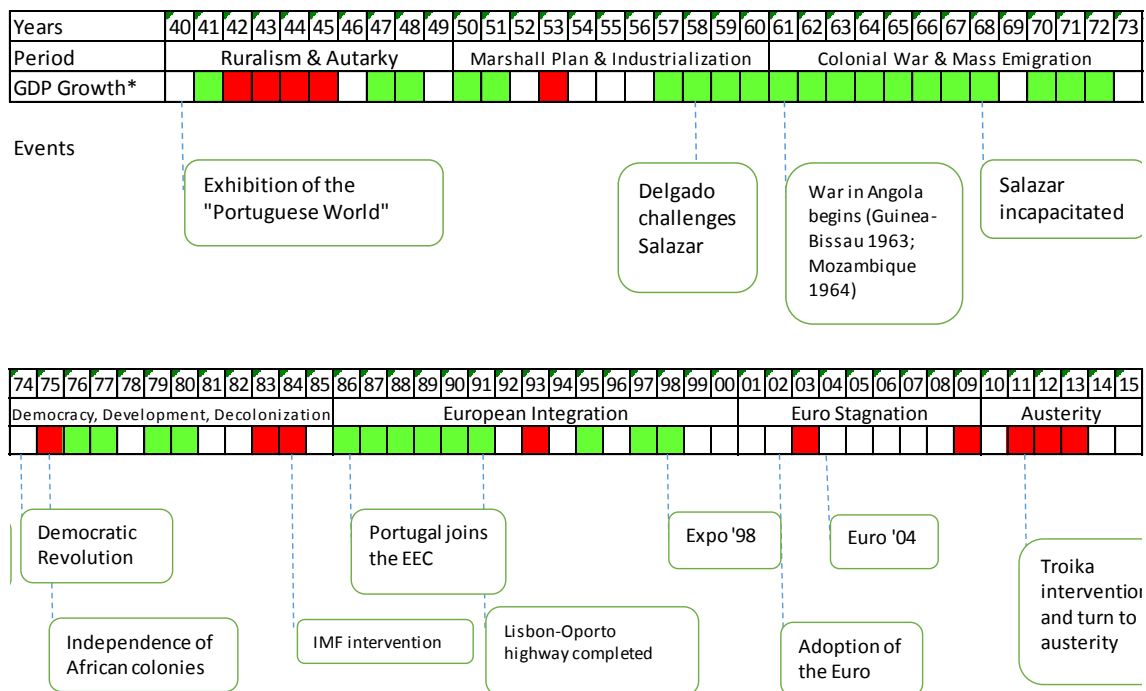 Years 40 41 42 43 44 45 46 47 48 49 50 51 52 53 54 55 56 57 58 59 60 61 62 63 64 65 66 67 68 69 70 71 72 73
Period Ruralism & Autarky Marshall Plan & Industrialization Colonial War & Mass Emigration
GDP Growth*
Events
Exhibition of the
"Portuguese World"
Delgado
challenges
Salazar
War in Angola
begins (Guinea-
Bissau 1963;
Mozambique
1964)
Salazar
incapacitated
74 75 76 77 78 79 80 81 82 83 84 85 86 87 88 89 90 91 92 93 94 95 96 97 98 99 00 01 02 03 04 05 06 07 08 09 10 11 12 13 14 15
Democracy, Development, Decolonization European Integration Euro Stagnation Austerity
Democratic
Revolution
Portugal joins
the EEC
Expo '98
Euro '04
Troika
intervention
and turn to
austerity
Independence of
African colonies
IMF intervention
Lisbon-Oporto
highway completed
Adoption of
the Euro